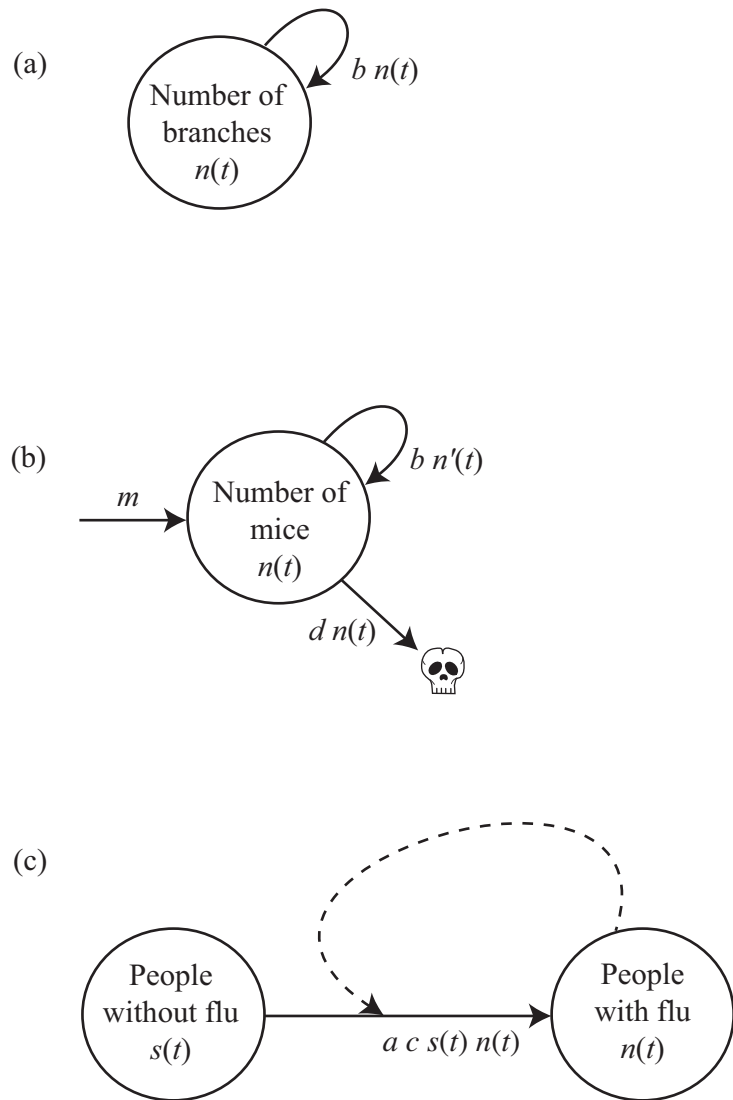 (a)
b n(t)
Number of
branches
n(t)
(b)
b n'(t)
m
Number of
mice
n(t)
d n(t)
(c)
People
without flu
s(t)
a c s(t) n(t)
People
with flu
n(t)